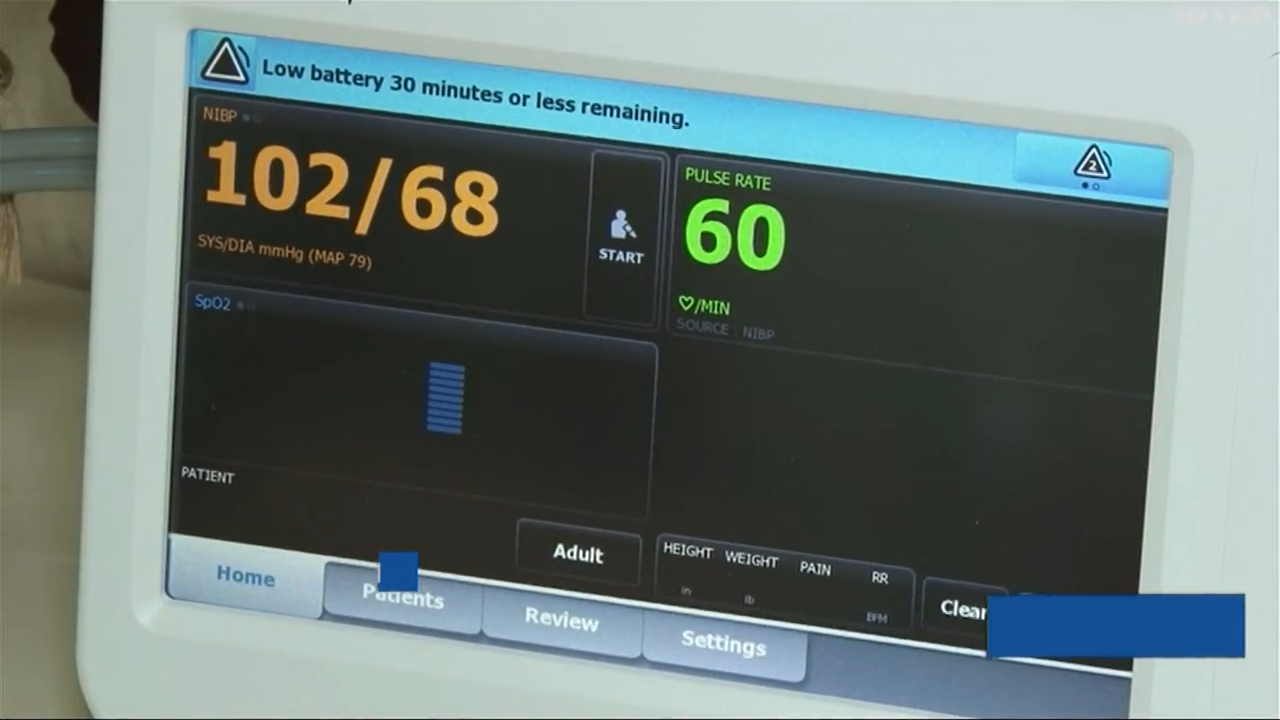 Low battery 30 minutes or less remaining.
2
NIBP
102/68
SYS/DIA mmHg (MAP 79)
START
PULSE RATE
60
/MIN
SOURCE : NIBP
SpO2
PATIENT
Adult
HEIGHT WEIGHT PAIN RR
in lb BPM
Clear
Home
Patients
Review
Settings